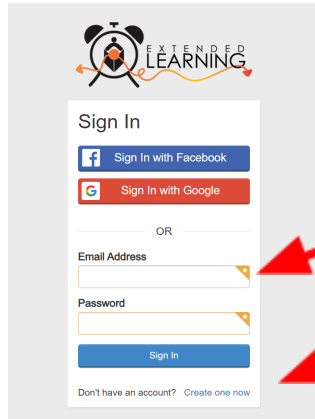 EXTENDED
LEARNING
Sign In
Sign In with Facebook
Sign In with Google
OR
Email Address
Password
Sign In
Don't have an account? Create one now